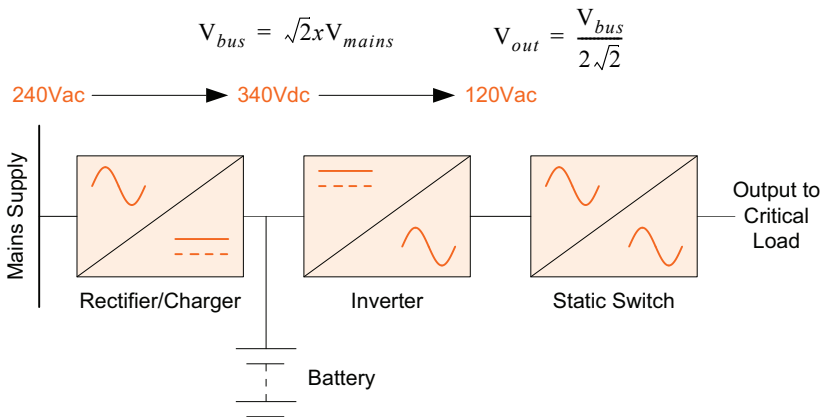 V_bus = √2xV_mains
V_out = V_bus / 2√2
240Vac
340Vdc
120Vac
Mains Supply
Rectifier/Charger
Inverter
Static Switch
Output to
Critical
Load
Battery